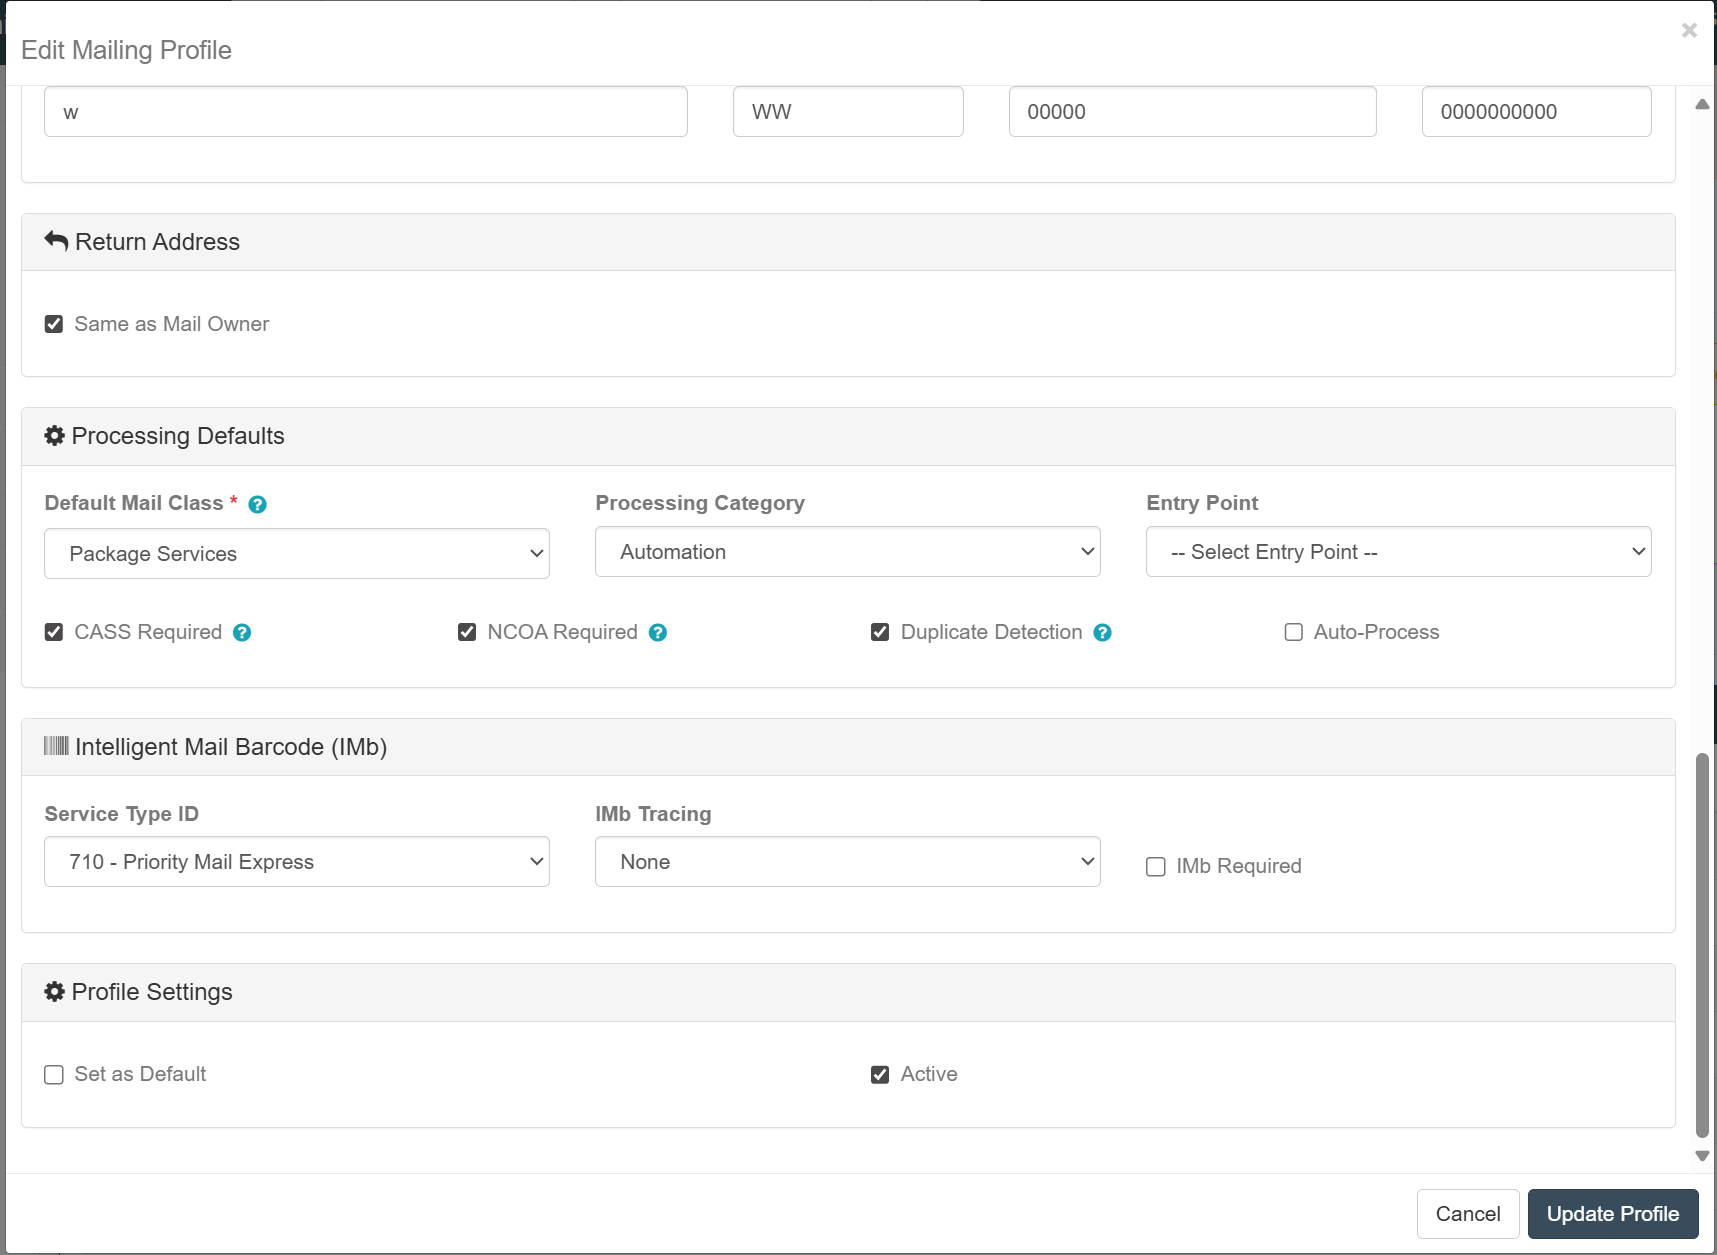 Edit Mailing Profile
×
w
WW
00000
0000000000
Return Address
Same as Mail Owner
Processing Defaults
Default Mail Class * ?
Processing Category
Entry Point
Package Services
Automation
-- Select Entry Point --
CASS Required ?
NCOA Required ?
Duplicate Detection ?
Auto-Process
Intelligent Mail Barcode (IMb)
Service Type ID
IMb Tracing
710 - Priority Mail Express
None
IMb Required
Profile Settings
Set as Default
Active
Cancel
Update Profile